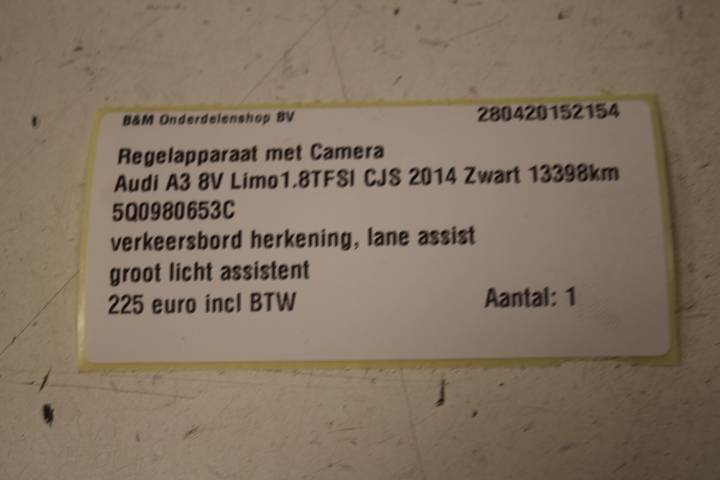 B&M Onderdelenshop BV 280420152154
Regelapparaat met Camera
Audi A3 8V Limo1.8TFSI CJS 2014 Zwart 13398km
5Q0980653C
verkeersbord herkening, lane assist
groot licht assistent
225 euro incl BTW Aantal: 1